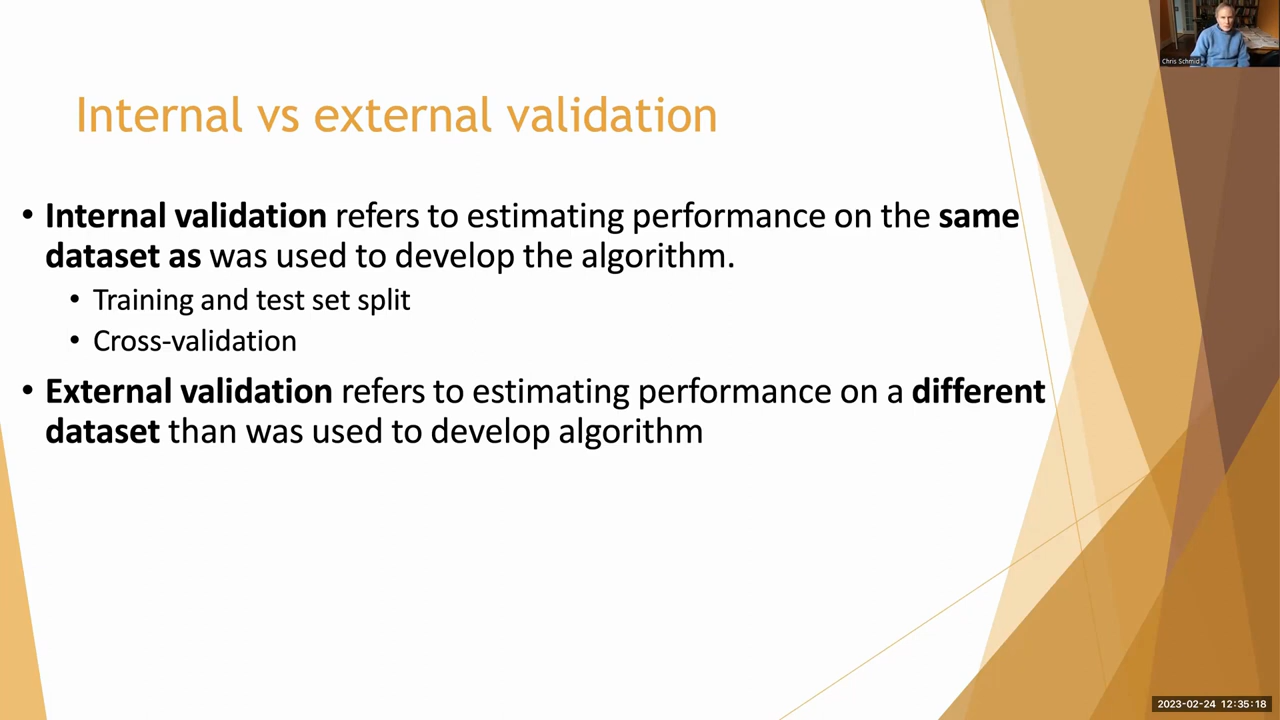 Chris Schmid
Internal vs external validation
• Internal validation refers to estimating performance on the same
dataset as was used to develop the algorithm.
• Training and test set split
• Cross-validation
• External validation refers to estimating performance on a different
dataset than was used to develop algorithm
2023-02-24 12:35:18